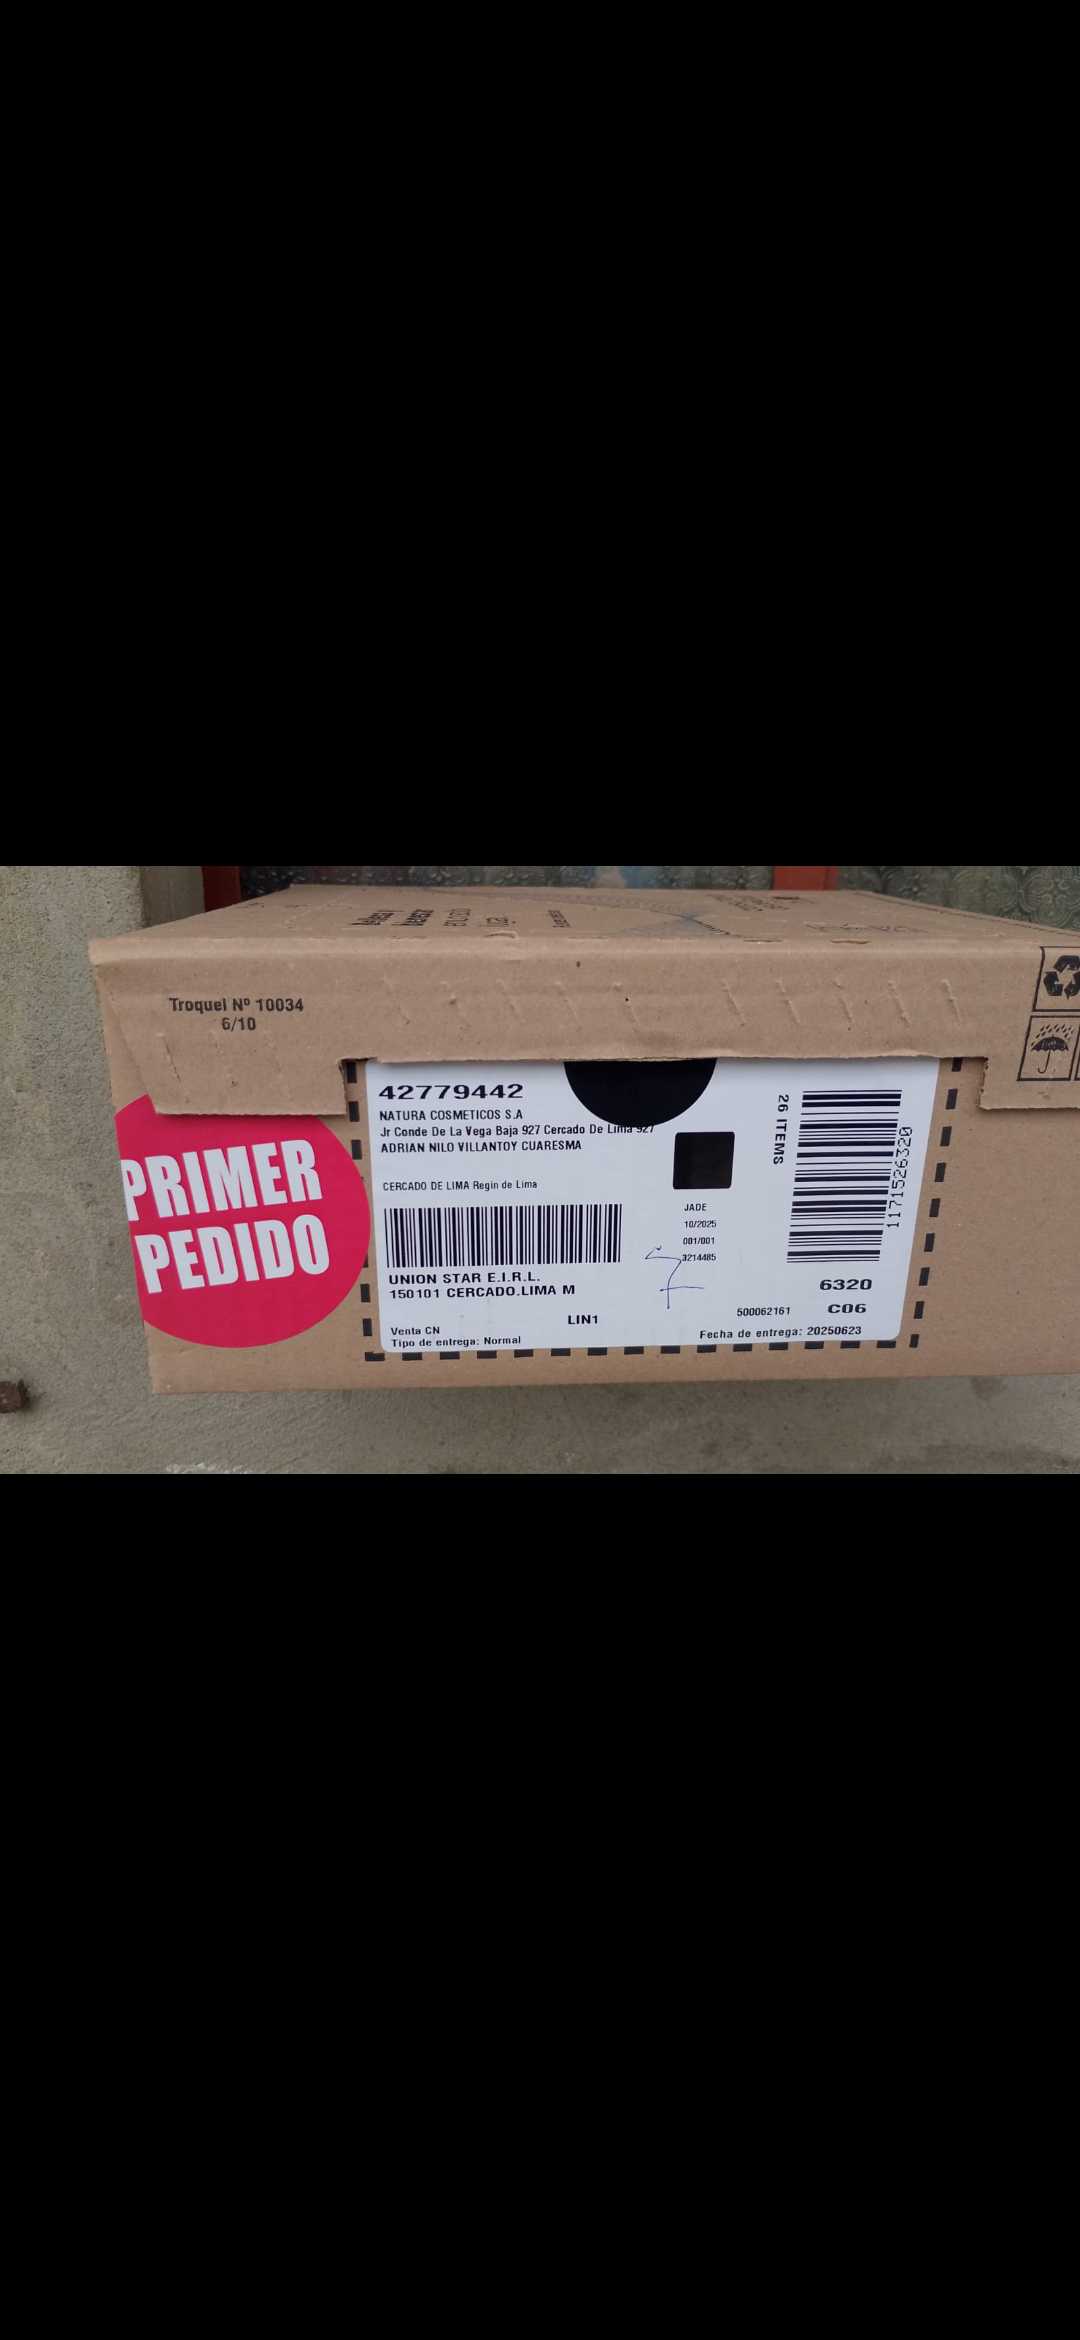 Troquel Nº 10034
6/10
PRIMER
PEDIDO
42779442
NATURA COSMETICOS S.A
Jr Conde De La Vega Baja 927 Cercado De Lima 927
ADRIAN NILO VILLANTOY CUARESMA
CERCADO DE LIMA Regin de Lima
UNION STAR E.I.R.L.
150101 CERCADO.LIMA M
LIN1
Venta CN
Tipo de entrega: Normal
JADE
10/2025
001/001
3214485
26 ITEMS
1171526320
6320
500062161 C06
Fecha de entrega: 20250623